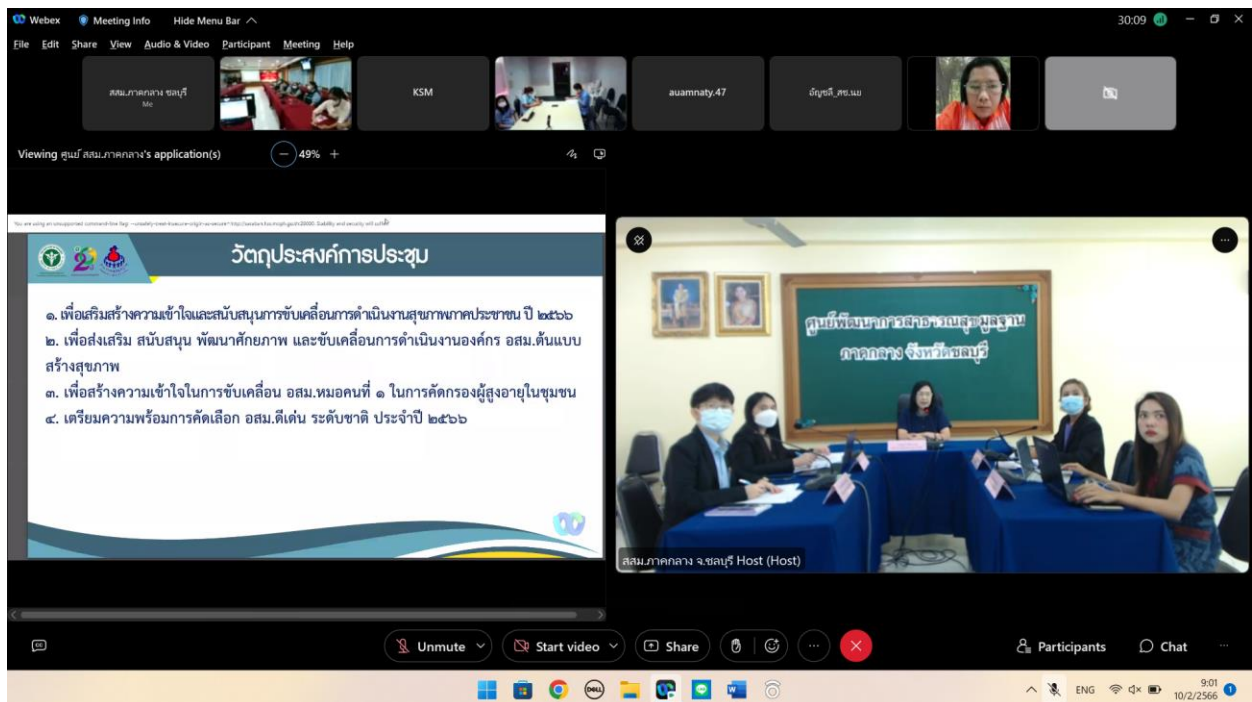 Webex
Meeting Info
Hide Menu Bar
30:09
File Edit Share View Audio & Video Participant Meeting Help
สสม.ภาคกลาง ชลบุรี
Me
KSM
auamnaty.47
อัญชลี_สช.นย
Viewing ศูนย์ สสม.ภาคกลาง's application(s)
49%
วัตถุประสงค์การประชุม
๑. เพื่อเสริมสร้างความเข้าใจและสนับสนุนการขับเคลื่อนการดำเนินงานสุขภาพภาคประชาชน ปี ๒๕๖๖
๒. เพื่อส่งเสริม สนับสนุน พัฒนาศักยภาพ และขับเคลื่อนการดำเนินงานองค์กร อสม.ต้นแบบ
สร้างสุขภาพ
๓. เพื่อสร้างความเข้าใจในการขับเคลื่อน อสม.หมอคนที่ ๑ ในการคัดกรองผู้สูงอายุในชุมชน
๔. เตรียมความพร้อมการคัดเลือก อสม.ดีเด่น ระดับชาติ ประจำปี ๒๕๖๖
ศูนย์พัฒนาการสาธารณสุขมูลฐาน
ภาคกลาง จังหวัดชลบุรี
สสม.ภาคกลาง จ.ชลบุรี Host (Host)
Unmute
Start video
Share
Participants
Chat
DELL
ENG
9:01
10/2/2566
1